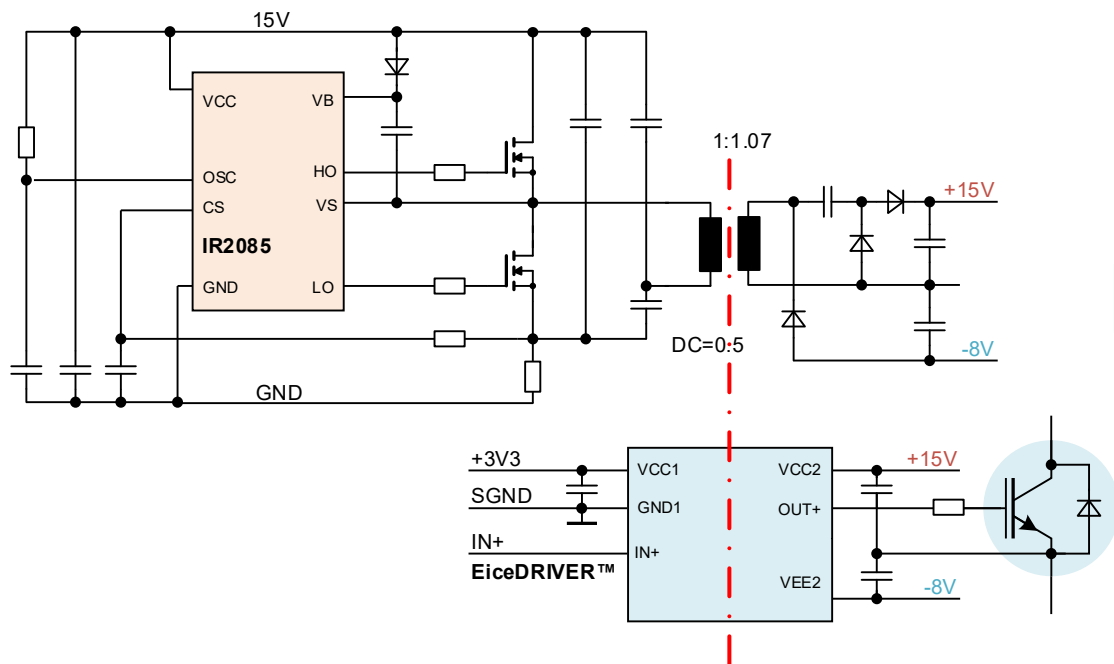 15V
VCC
VB
OSC
HO
CS
VS
IR2085
GND
LO
GND
1:1.07
DC=0:5
+15V
-8V
+3V3
SGND
IN+
EiceDRIVER™
VCC1
GND1
IN+
VCC2
OUT+
VEE2
+15V
-8V